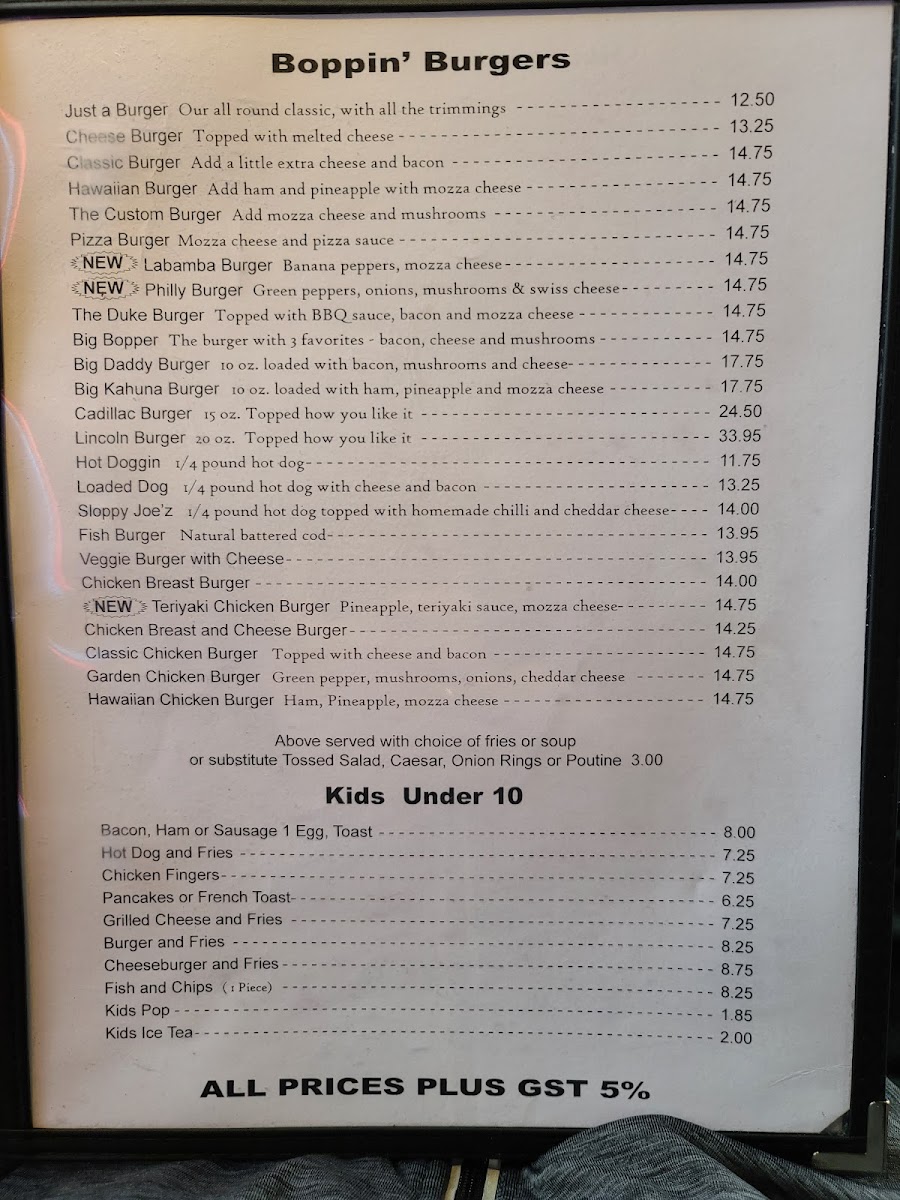 Boppin' Burgers
Just a Burger Our all round classic, with all the trimmings 12.50
Cheese Burger Topped with melted cheese 13.25
Classic Burger Add a little extra cheese and bacon 14.75
Hawaiian Burger Add ham and pineapple with mozza cheese 14.75
The Custom Burger Add mozza cheese and mushrooms 14.75
Pizza Burger Mozza cheese and pizza sauce 14.75
NEW Labamba Burger Banana peppers, mozza cheese 14.75
NEW Philly Burger Green peppers, onions, mushrooms & swiss cheese 14.75
The Duke Burger Topped with BBQ sauce, bacon and mozza cheese 14.75
Big Bopper The burger with 3 favorites - bacon, cheese and mushrooms 14.75
Big Daddy Burger 10 oz. loaded with bacon, mushrooms and cheese 17.75
Big Kahuna Burger 10 oz. loaded with ham, pineapple and mozza cheese 17.75
Cadillac Burger 15 oz. Topped how you like it 24.50
Lincoln Burger 20 oz. Topped how you like it 33.95
Hot Doggin 1/4 pound hot dog 11.75
Loaded Dog 1/4 pound hot dog with cheese and bacon 13.25
Sloppy Joe'z 1/4 pound hot dog topped with homemade chilli and cheddar cheese 14.00
Fish Burger Natural battered cod 13.95
Veggie Burger with Cheese 13.95
Chicken Breast Burger 14.00
NEW Teriyaki Chicken Burger Pineapple, teriyaki sauce, mozza cheese 14.75
Chicken Breast and Cheese Burger 14.25
Classic Chicken Burger Topped with cheese and bacon 14.75
Garden Chicken Burger Green pepper, mushrooms, onions, cheddar cheese 14.75
Hawaiian Chicken Burger Ham, Pineapple, mozza cheese 14.75
Above served with choice of fries or soup
or substitute Tossed Salad, Caesar, Onion Rings or Poutine 3.00
Kids Under 10
Bacon, Ham or Sausage 1 Egg, Toast 8.00
Hot Dog and Fries 7.25
Chicken Fingers 7.25
Pancakes or French Toast 6.25
Grilled Cheese and Fries 7.25
Burger and Fries 8.25
Cheeseburger and Fries 8.75
Fish and Chips (1 Piece) 8.25
Kids Pop 1.85
Kids Ice Tea 2.00
ALL PRICES PLUS GST 5%